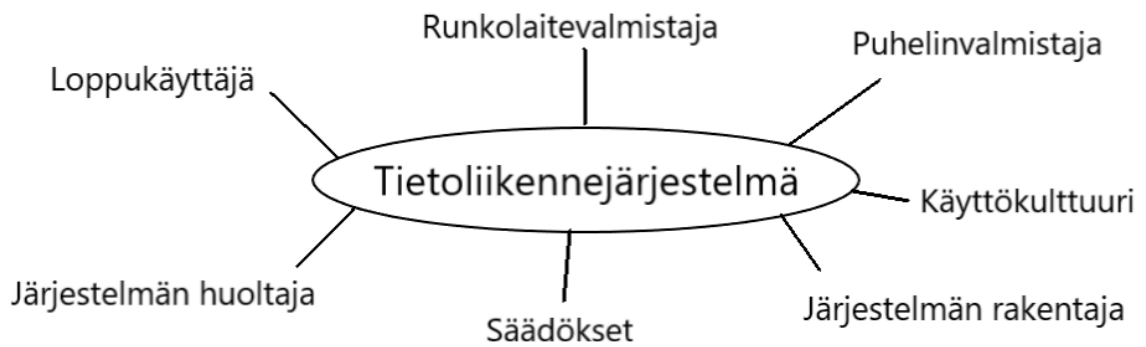 Runkolaitevalmistaja
Puhelinvalmistaja
Loppukäyttäjä
Tietoliikennejärjestelmä
Käyttökulttuuri
Järjestelmän huoltaja
Järjestelmän rakentaja
Säädökset